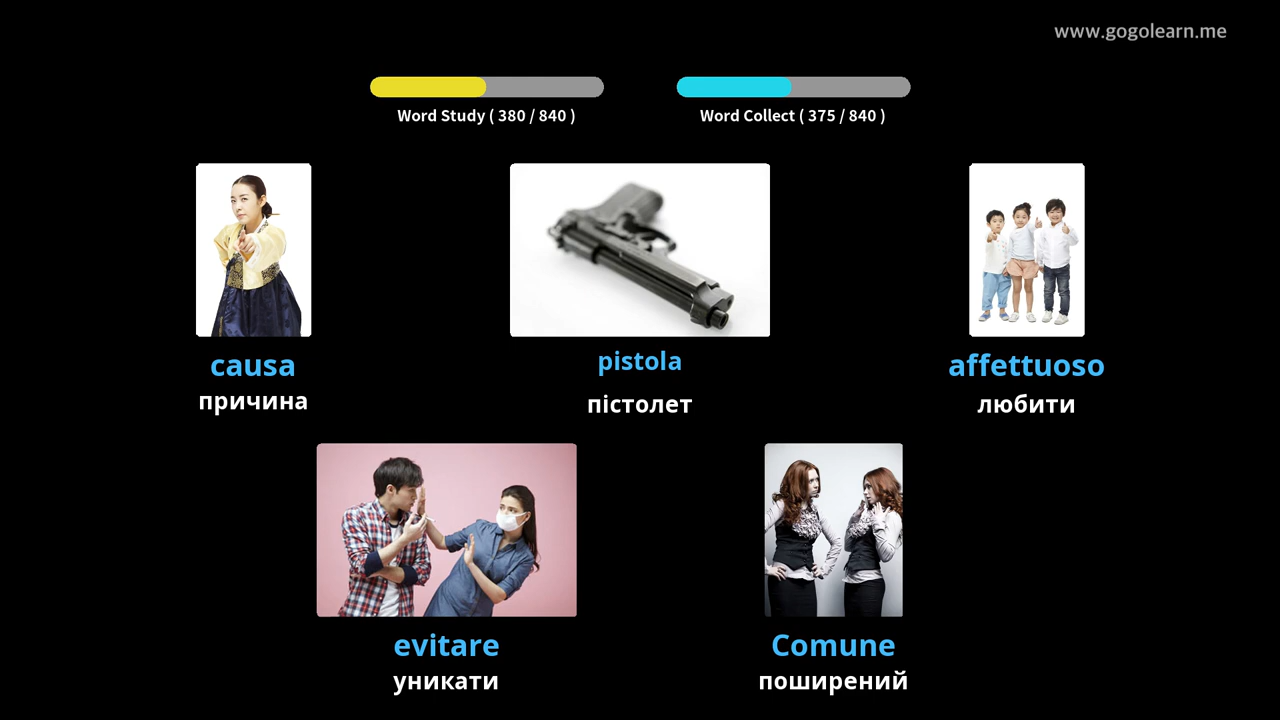 www.gogolearn.me
Word Study ( 380 / 840 )
Word Collect ( 375 / 840 )
causa
причина
pistola
пістолет
affettuoso
любити
evitare
уникати
Comune
поширений